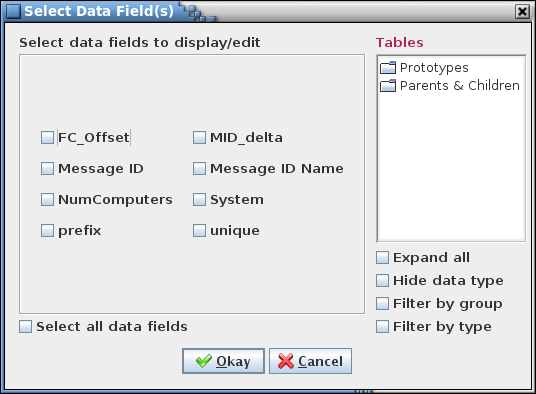 Select Data Field(s)
Select data fields to display/edit
Tables
Prototypes
Parents & Children
FC_Offset
MID_delta
Message ID
Message ID Name
NumComputers
System
prefix
unique
Expand all
Hide data type
Filter by group
Filter by type
Select all data fields
Okay
Cancel